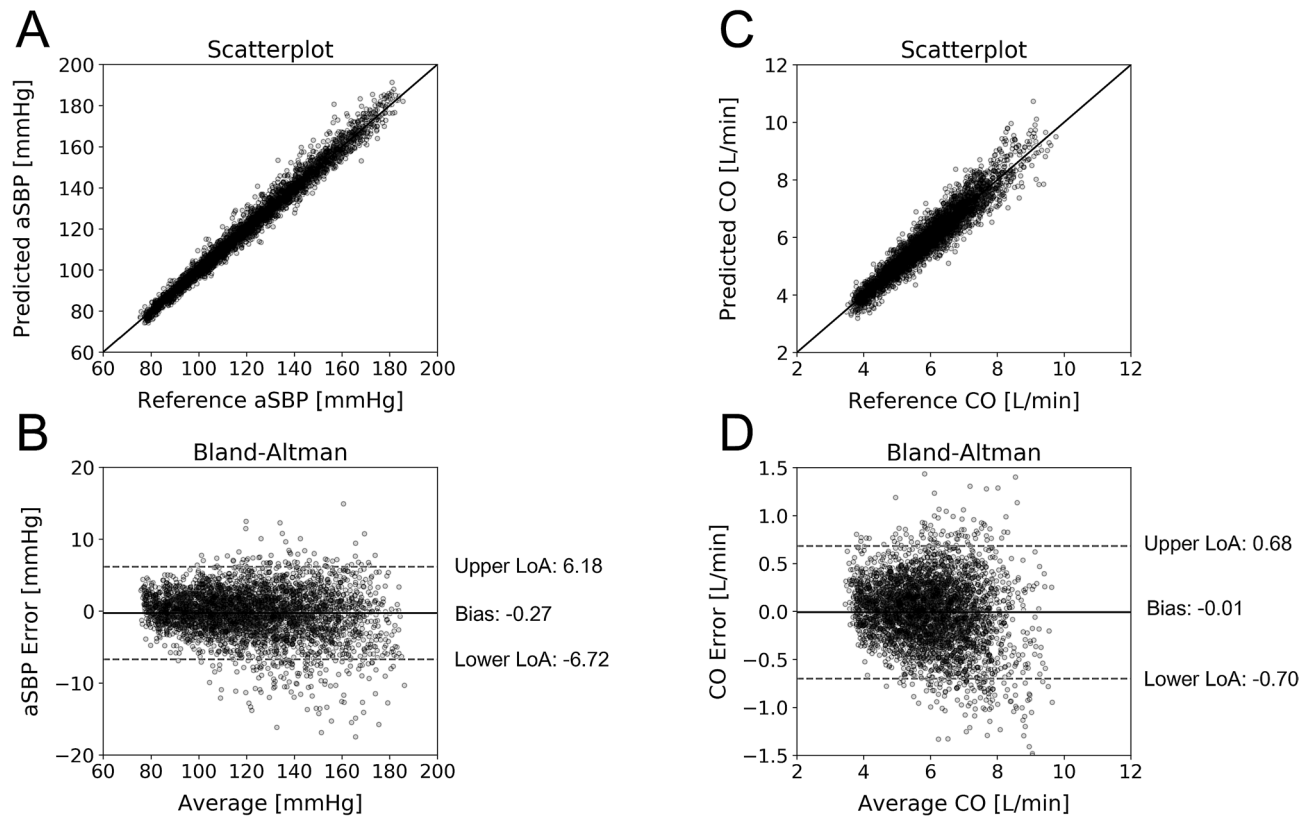 A
Scatterplot
200
180
160
140
120
100
80
60
60 80 100 120 140 160 180 200
Predicted aSBP [mmHg]
Reference aSBP [mmHg]
B
Bland-Altman
20
10
0
−10
−20
60 80 100 120 140 160 180 200
aSBP Error [mmHg]
Average [mmHg]
Upper LoA: 6.18
Bias: -0.27
Lower LoA: -6.72
C
Scatterplot
12
10
8
6
4
2
2 4 6 8 10 12
Predicted CO [L/min]
Reference CO [L/min]
D
Bland-Altman
1.5
1.0
0.5
0.0
−0.5
−1.0
−1.5
2 4 6 8 10 12
CO Error [L/min]
Average CO [L/min]
Upper LoA: 0.68
Bias: -0.01
Lower LoA: -0.70